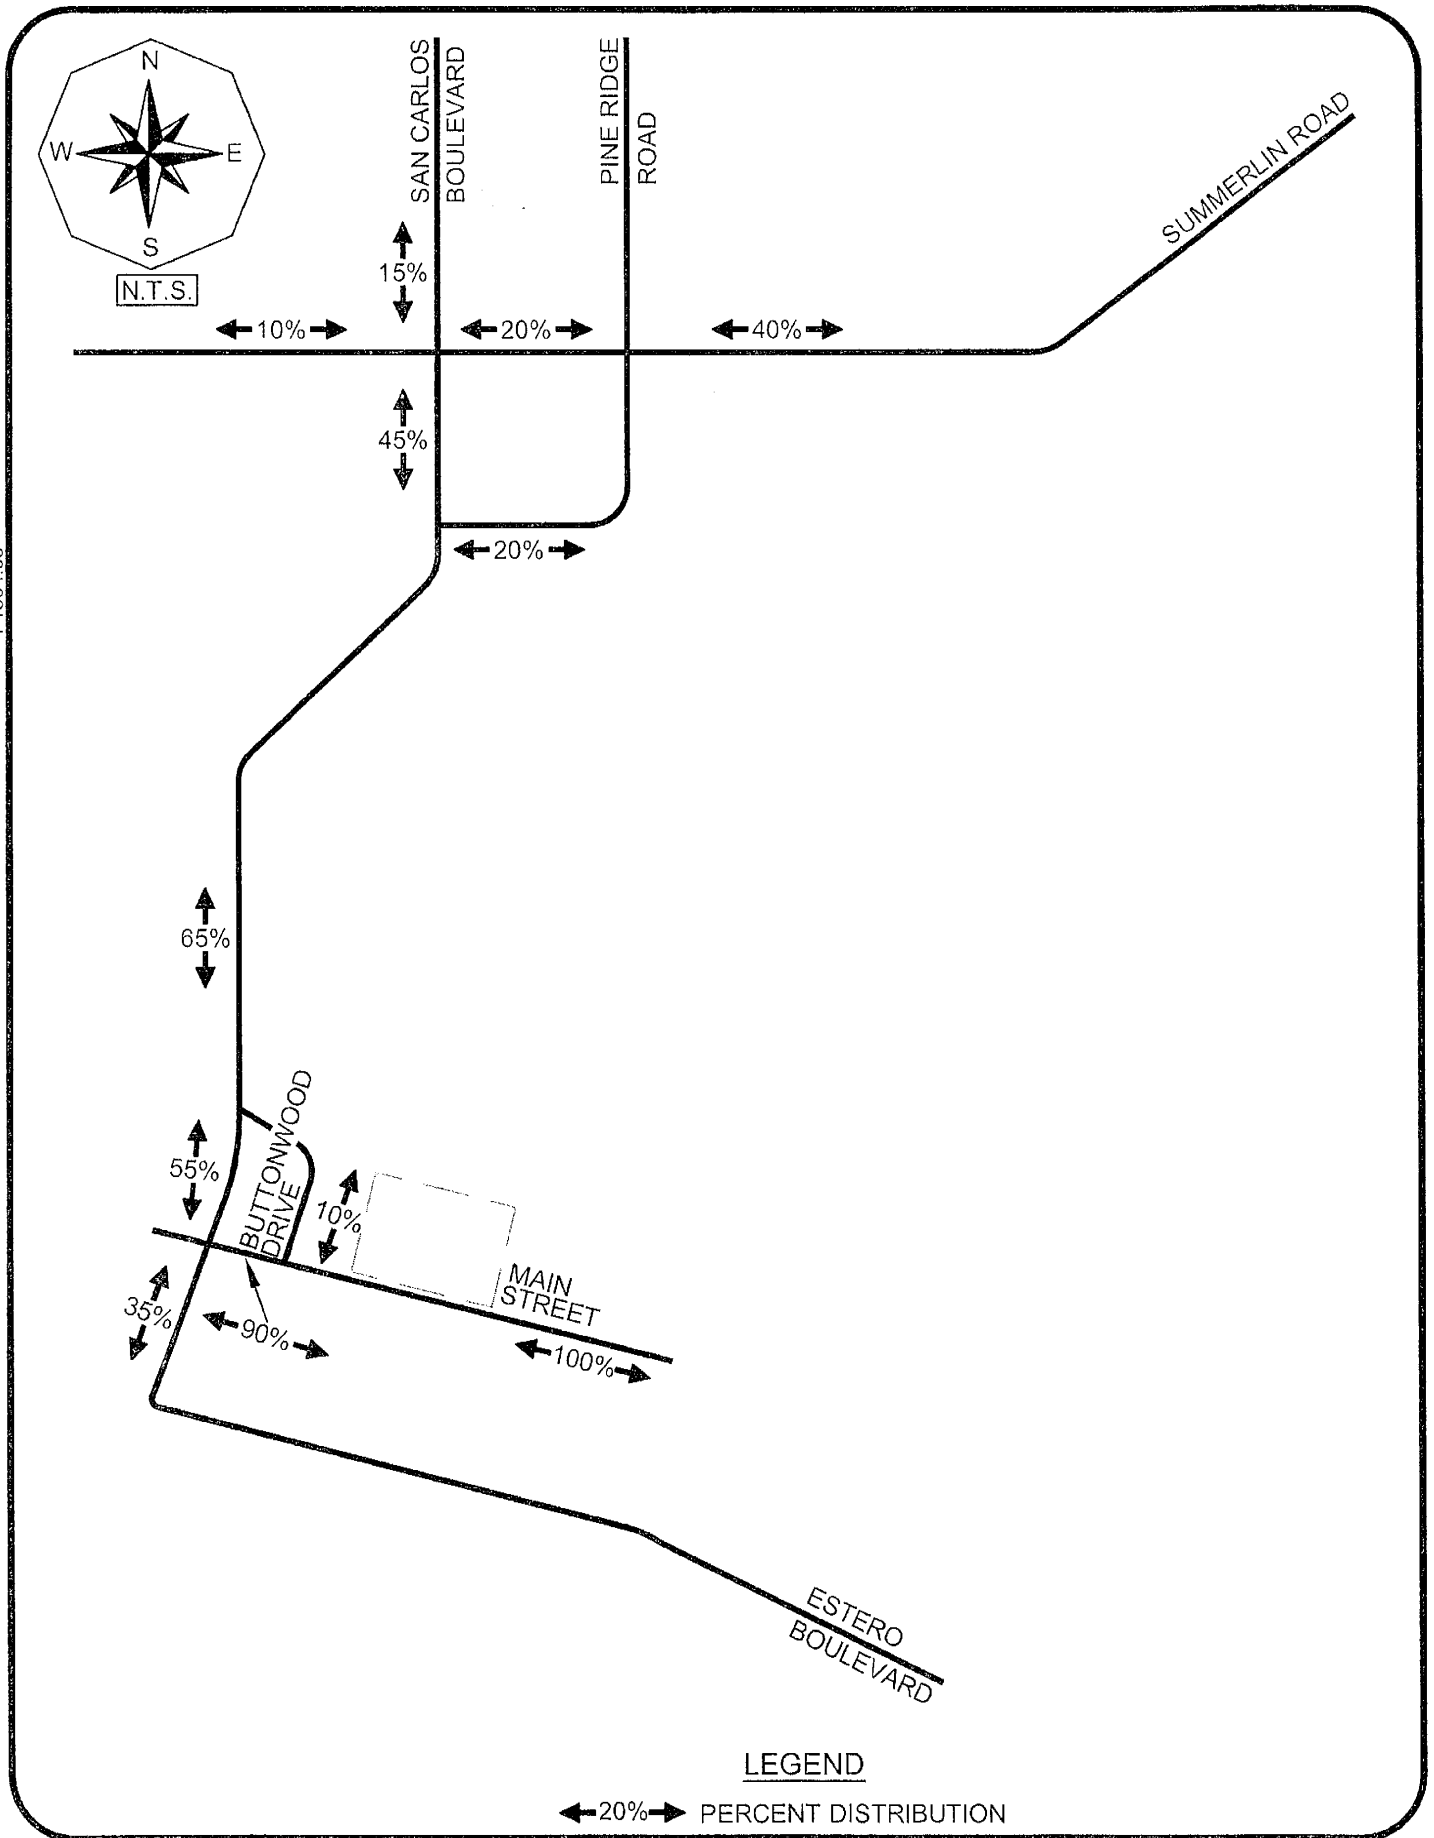 N
W E
S
N.T.S.
SAN CARLOS
BOULEVARD
PINE RIDGE
ROAD
SUMMERLIN ROAD
15%
10%
20%
40%
45%
20%
65%
55%
BUTTONWOOD
DRIVE
10%
MAIN
STREET
35%
90%
100%
ESTERO
BOULEVARD
LEGEND
20% PERCENT DISTRIBUTION